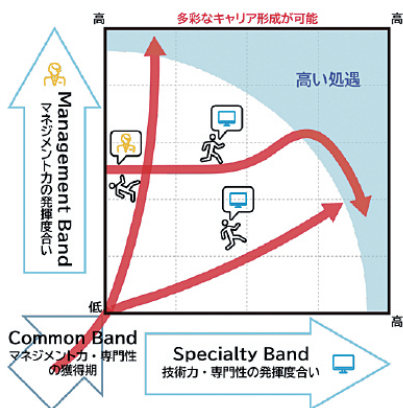 高
多彩なキャリア形成が可能
高
高い処遇
Management Band
マネジメント力の発揮度合い
低
高
Common Band
マネジメント力・専門性
の獲得期
Specialty Band
技術力・専門性の発揮度合い